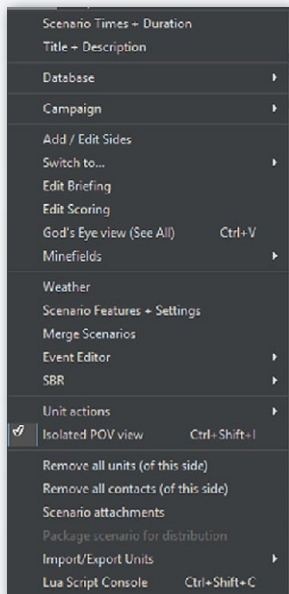 Scenario Times + Duration
Title + Description
Database
Campaign
Add / Edit Sides
Switch to...
Edit Briefing
Edit Scoring
God's Eye view (See All) Ctrl+V
Minefields
Weather
Scenario Features + Settings
Merge Scenarios
Event Editor
SBR
Unit actions
Isolated POV view Ctrl+Shift+I
Remove all units (of this side)
Remove all contacts (of this side)
Scenario attachments
Package scenario for distribution
Import/Export Units
Lua Script Console Ctrl+Shift+C